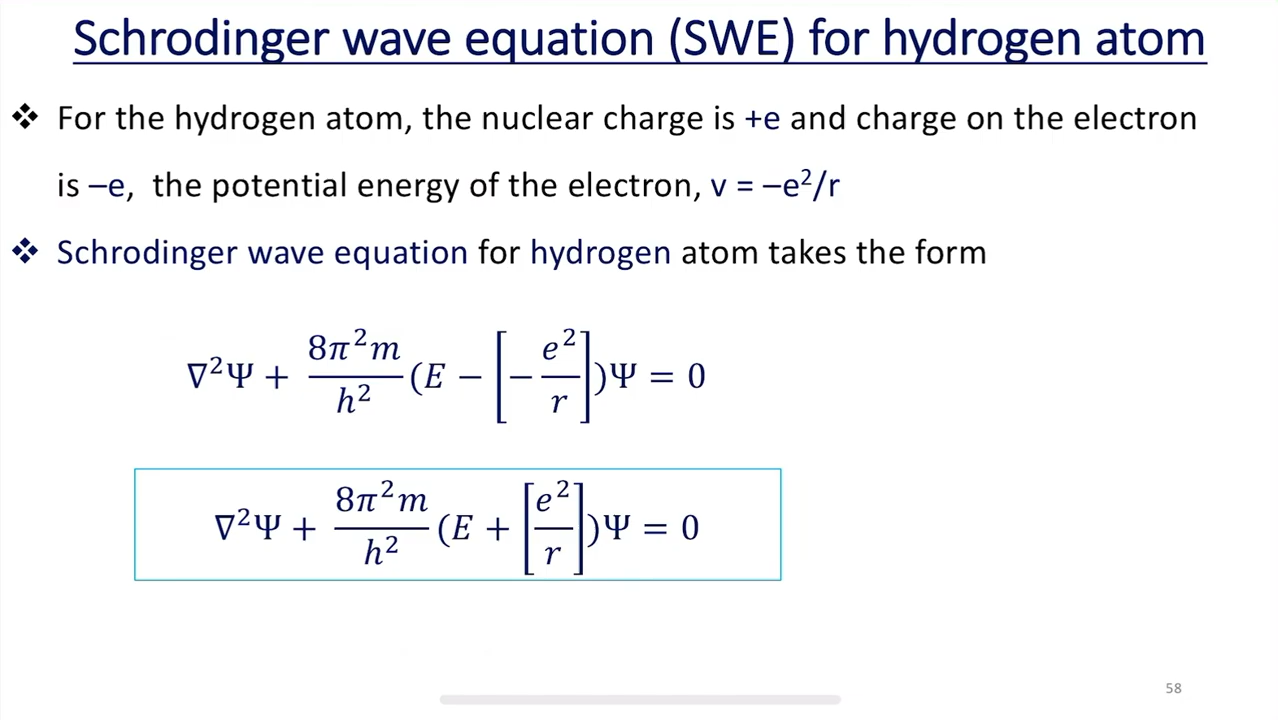 Schrodinger wave equation (SWE) for hydrogen atom
❖ For the hydrogen atom, the nuclear charge is +e and charge on the electron
is –e, the potential energy of the electron, v = –e²/r
❖ Schrodinger wave equation for hydrogen atom takes the form
∇²Ψ + 8π²m/h² (E − [−e²/r])Ψ = 0
∇²Ψ + 8π²m/h² (E + [e²/r])Ψ = 0
58